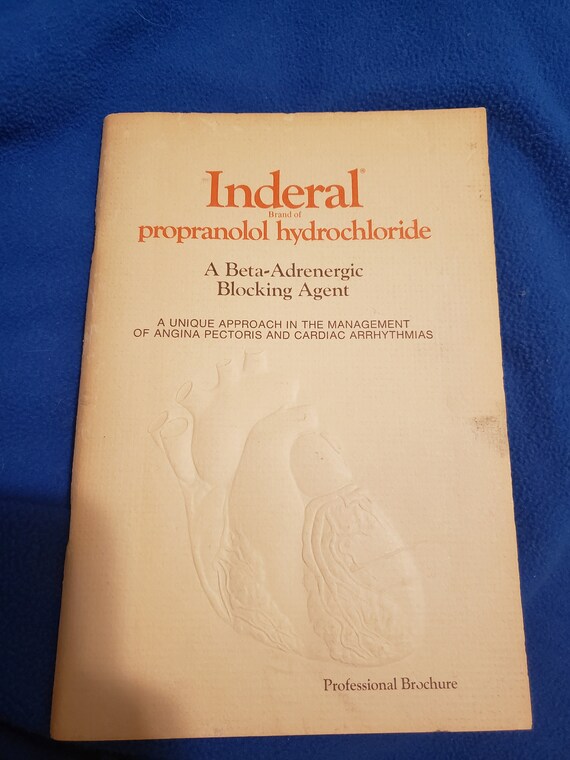 Inderal®
Brand of
propranolol hydrochloride
A Beta-Adrenergic
Blocking Agent
A UNIQUE APPROACH IN THE MANAGEMENT
OF ANGINA PECTORIS AND CARDIAC ARRHYTHMIAS
Professional Brochure